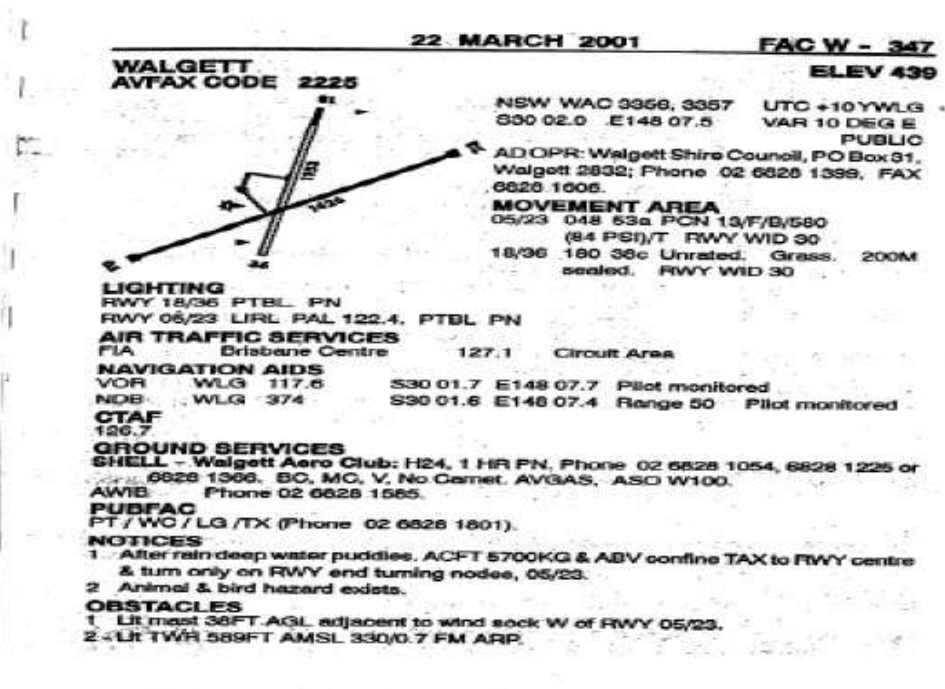 22 MARCH 2001 FAC W - 347
WALGETT ELEV 439
AVFAX CODE 2225
NSW WAC 3356, 3357 UTC +10 YWLG
S30 02.0 E148 07.5 VAR 10 DEG E
PUBLIC
AD OPR: Walgett Shire Council, PO Box 31,
Walgett 2832; Phone 02 6828 1399, FAX
6828 1608.
MOVEMENT AREA
05/23 048 53a PCN 13/F/B/580
(84 PSI)/T RWY WID 30
18/36 180 38c Unrated. Grass. 200M
sealed. RWY WID 30
1626
36
LIGHTING
RWY 18/36 PTBL PN
RWY 05/23 LIRL PAL 122.4. PTBL PN
AIR TRAFFIC SERVICES
FIA Brisbane Centre 127.1 Circuit Area
NAVIGATION AIDS
VOR WLG 117.6 S30 01.7 E148 07.7 Pilot monitored
NDB WLG 374 S30 01.6 E148 07.4 Range 50 Pilot monitored
CTAF
126.7
GROUND SERVICES
SHELL - Walgett Aero Club: H24, 1 HR PN, Phone 02 6828 1054, 6828 1225 or
6828 1366. BC, MC, V, No Carnet. AVGAS, ASO W100.
AWIB Phone 02 6828 1585.
PUBFAC
PT / WC / LG /TX (Phone 02 6828 1801).
NOTICES
1 After rain deep water puddles. ACFT 5700KG & ABV confine TAX to RWY centre
& turn only on RWY end turning nodes, 05/23.
2 Animal & bird hazard exists.
OBSTACLES
1 Lit mast 38FT AGL adjacent to wind sock W of RWY 05/23.
2 Lit TWR 589FT AMSL 330/0.7 FM ARP.